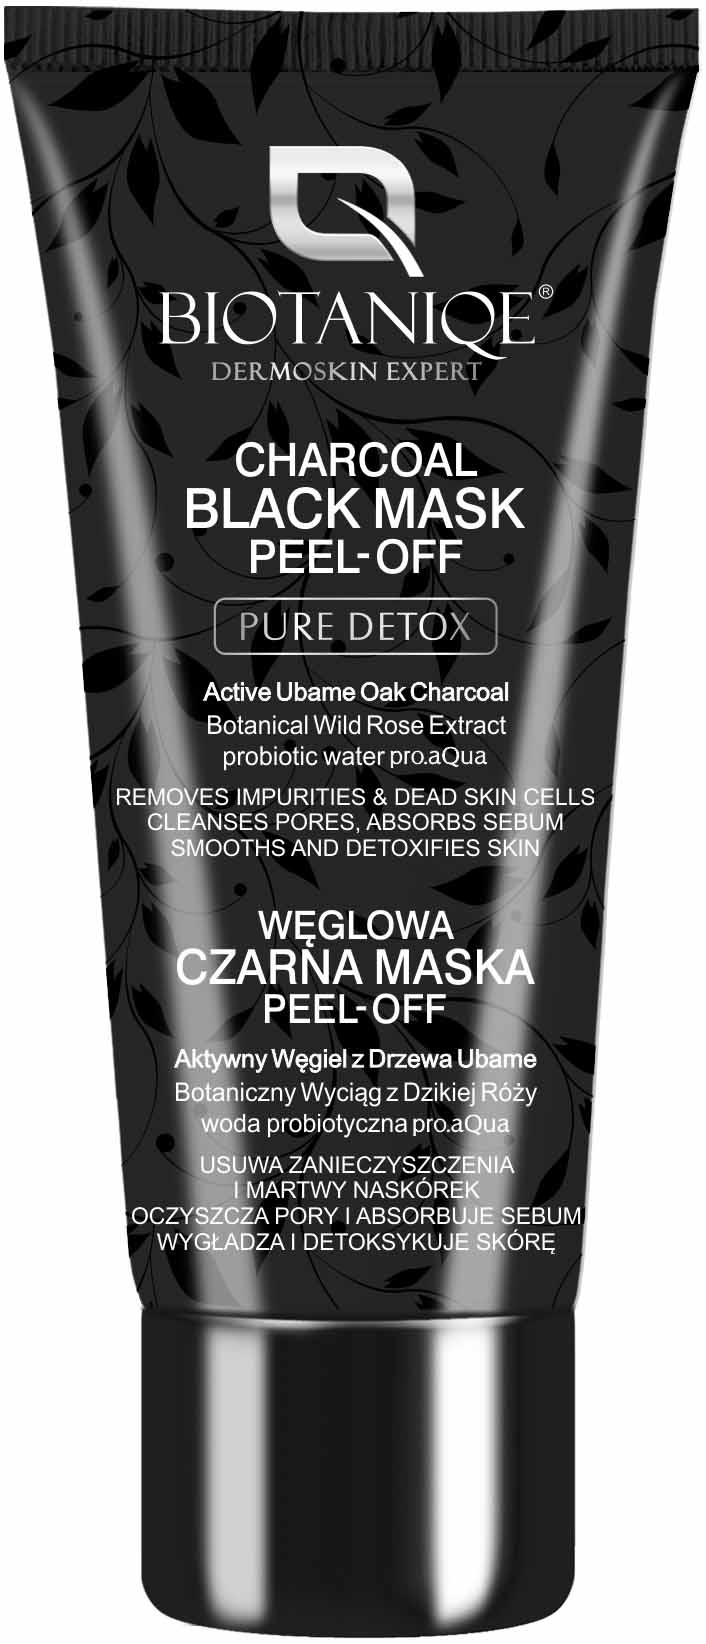 BIOTANIQE®
DERMOSKIN EXPERT
CHARCOAL
BLACK MASK
PEEL-OFF
PURE DETOX
Active Ubame Oak Charcoal
Botanical Wild Rose Extract
probiotic water pro.aQua
REMOVES IMPURITIES & DEAD SKIN CELLS
CLEANSES PORES, ABSORBS SEBUM
SMOOTHS AND DETOXIFIES SKIN
WĘGLOWA
CZARNA MASKA
PEEL-OFF
Aktywny Węgiel z Drzewa Ubame
Botaniczny Wyciąg z Dzikiej Róży
woda probiotyczna pro.aQua
USUWA ZANIECZYSZCZENIA
I MARTWY NASKÓREK
OCZYSZCZA PORY I ABSORBUJE SEBUM
WYGŁADZA I DETOKSYKUJE SKÓRĘ